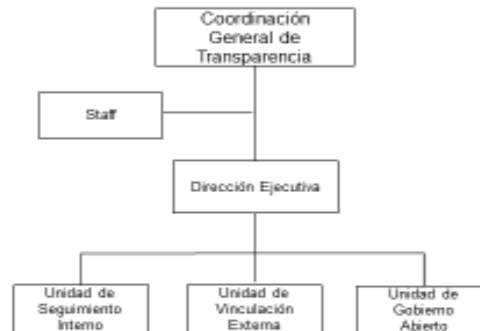 Coordinación
General de
Transparencia
Staff
Dirección Ejecutiva
Unidad de
Seguimiento
Interno
Unidad de
Vinculación
Externa
Unidad de
Gobierno
Abierto